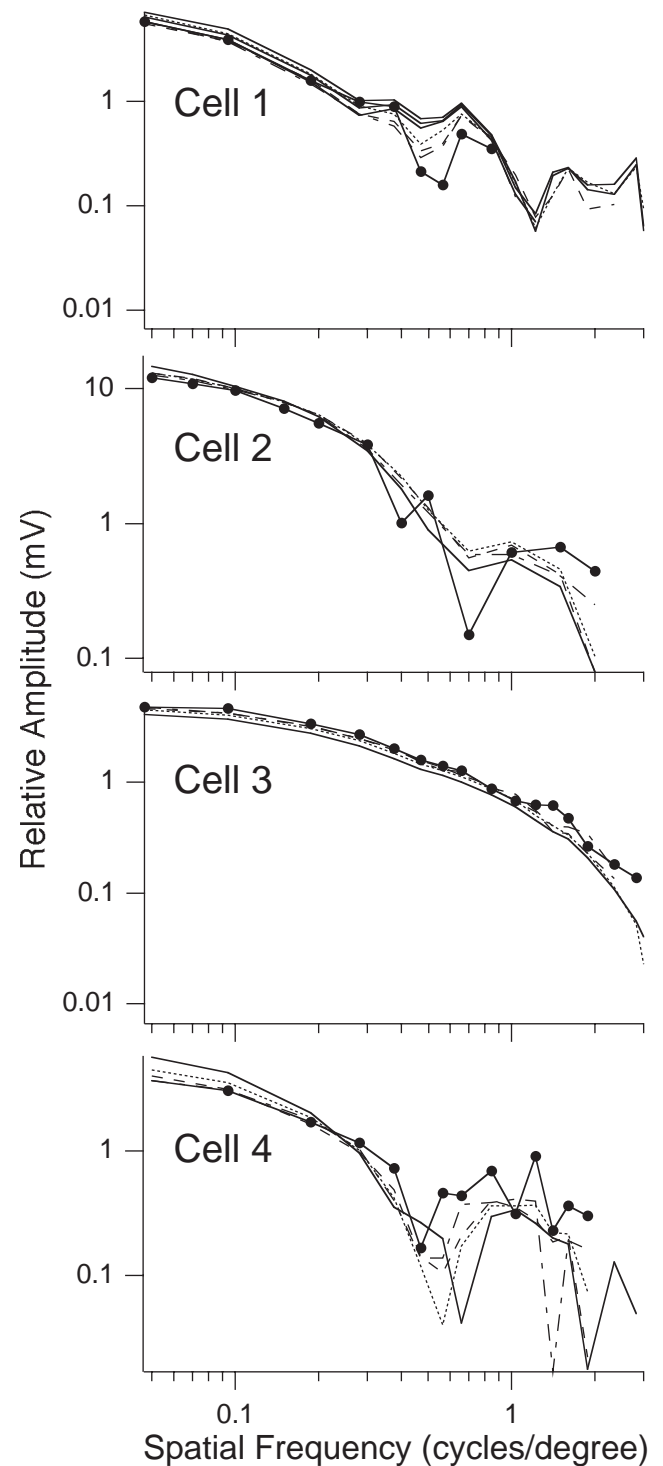 1
Cell 1
0.1
0.01
10
Cell 2
1
0.1
Relative Amplitude (mV)
1
Cell 3
0.1
0.01
1
Cell 4
0.1
0.1 1
Spatial Frequency (cycles/degree)